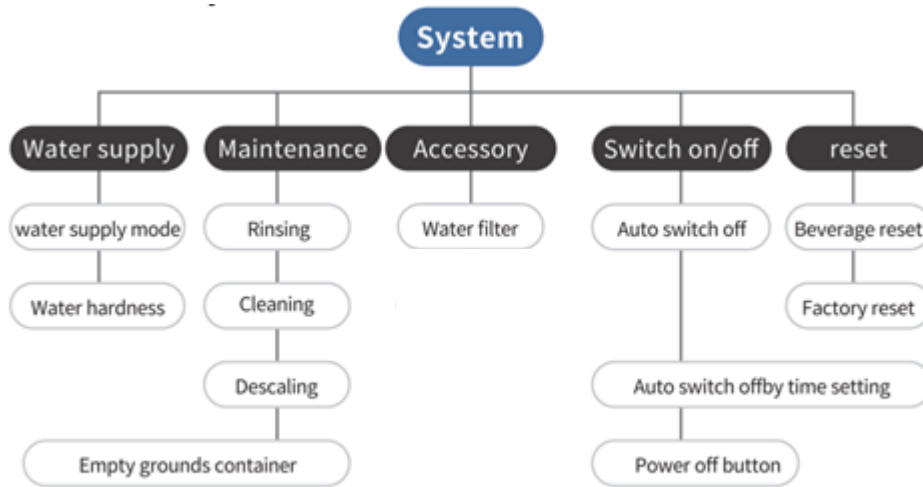 System
Water supply
Maintenance
Accessory
Switch on/off
reset
water supply mode
Rinsing
Water filter
Auto switch off
Beverage reset
Water hardness
Cleaning
Factory reset
Descaling
Auto switch offby time setting
Empty grounds container
Power off button